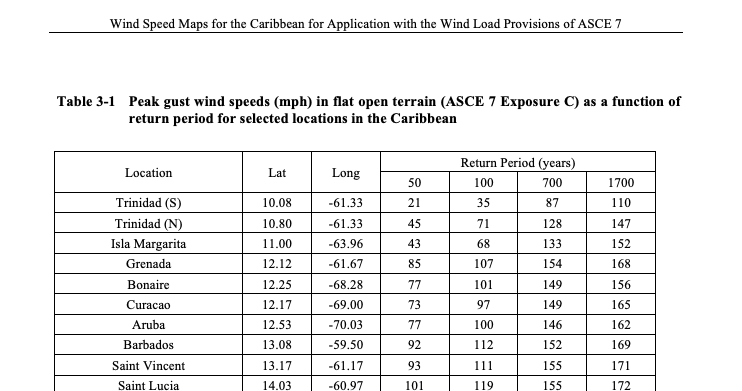 Wind Speed Maps for the Caribbean for Application with the Wind Load Provisions of ASCE 7
Table 3-1 Peak gust wind speeds (mph) in flat open terrain (ASCE 7 Exposure C) as a function of
return period for selected locations in the Caribbean
Location Lat Long Return Period (years)
50 100 700 1700
Trinidad (S) 10.08 -61.33 21 35 87 110
Trinidad (N) 10.80 -61.33 45 71 128 147
Isla Margarita 11.00 -63.96 43 68 133 152
Grenada 12.12 -61.67 85 107 154 168
Bonaire 12.25 -68.28 77 101 149 156
Curacao 12.17 -69.00 73 97 149 165
Aruba 12.53 -70.03 77 100 146 162
Barbados 13.08 -59.50 92 112 152 169
Saint Vincent 13.17 -61.17 93 111 155 171
Saint Lucia 14.03 -60.97 101 119 155 172